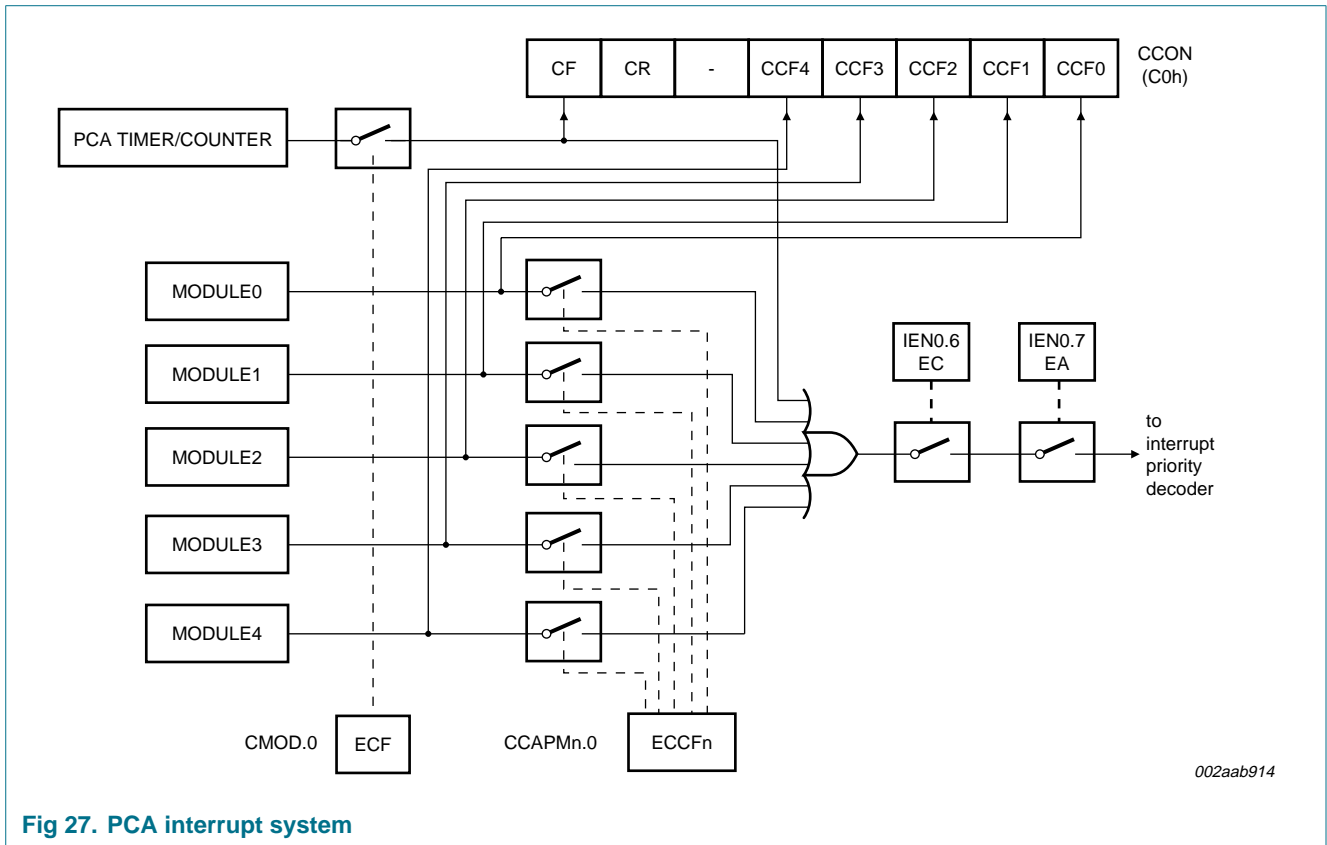 CF CR - CCF4 CCF3 CCF2 CCF1 CCF0
CCON
(C0h)
PCA TIMER/COUNTER
MODULE0
MODULE1
MODULE2
MODULE3
MODULE4
IEN0.6
EC
IEN0.7
EA
to
interrupt
priority
decoder
CMOD.0
ECF
CCAPMn.0
ECCFn
002aab914
Fig 27. PCA interrupt system